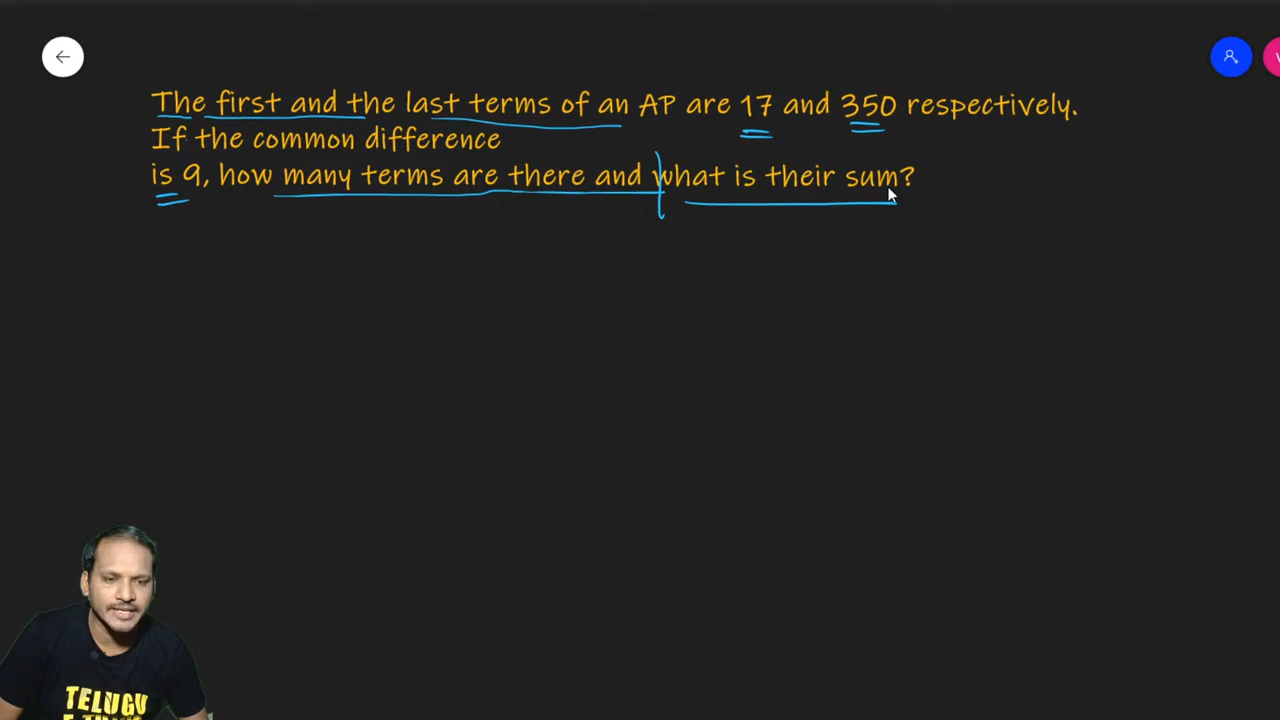 The first and the last terms of an AP are 17 and 350 respectively.
If the common difference
is 9, how many terms are there and what is their sum?
TELUGU